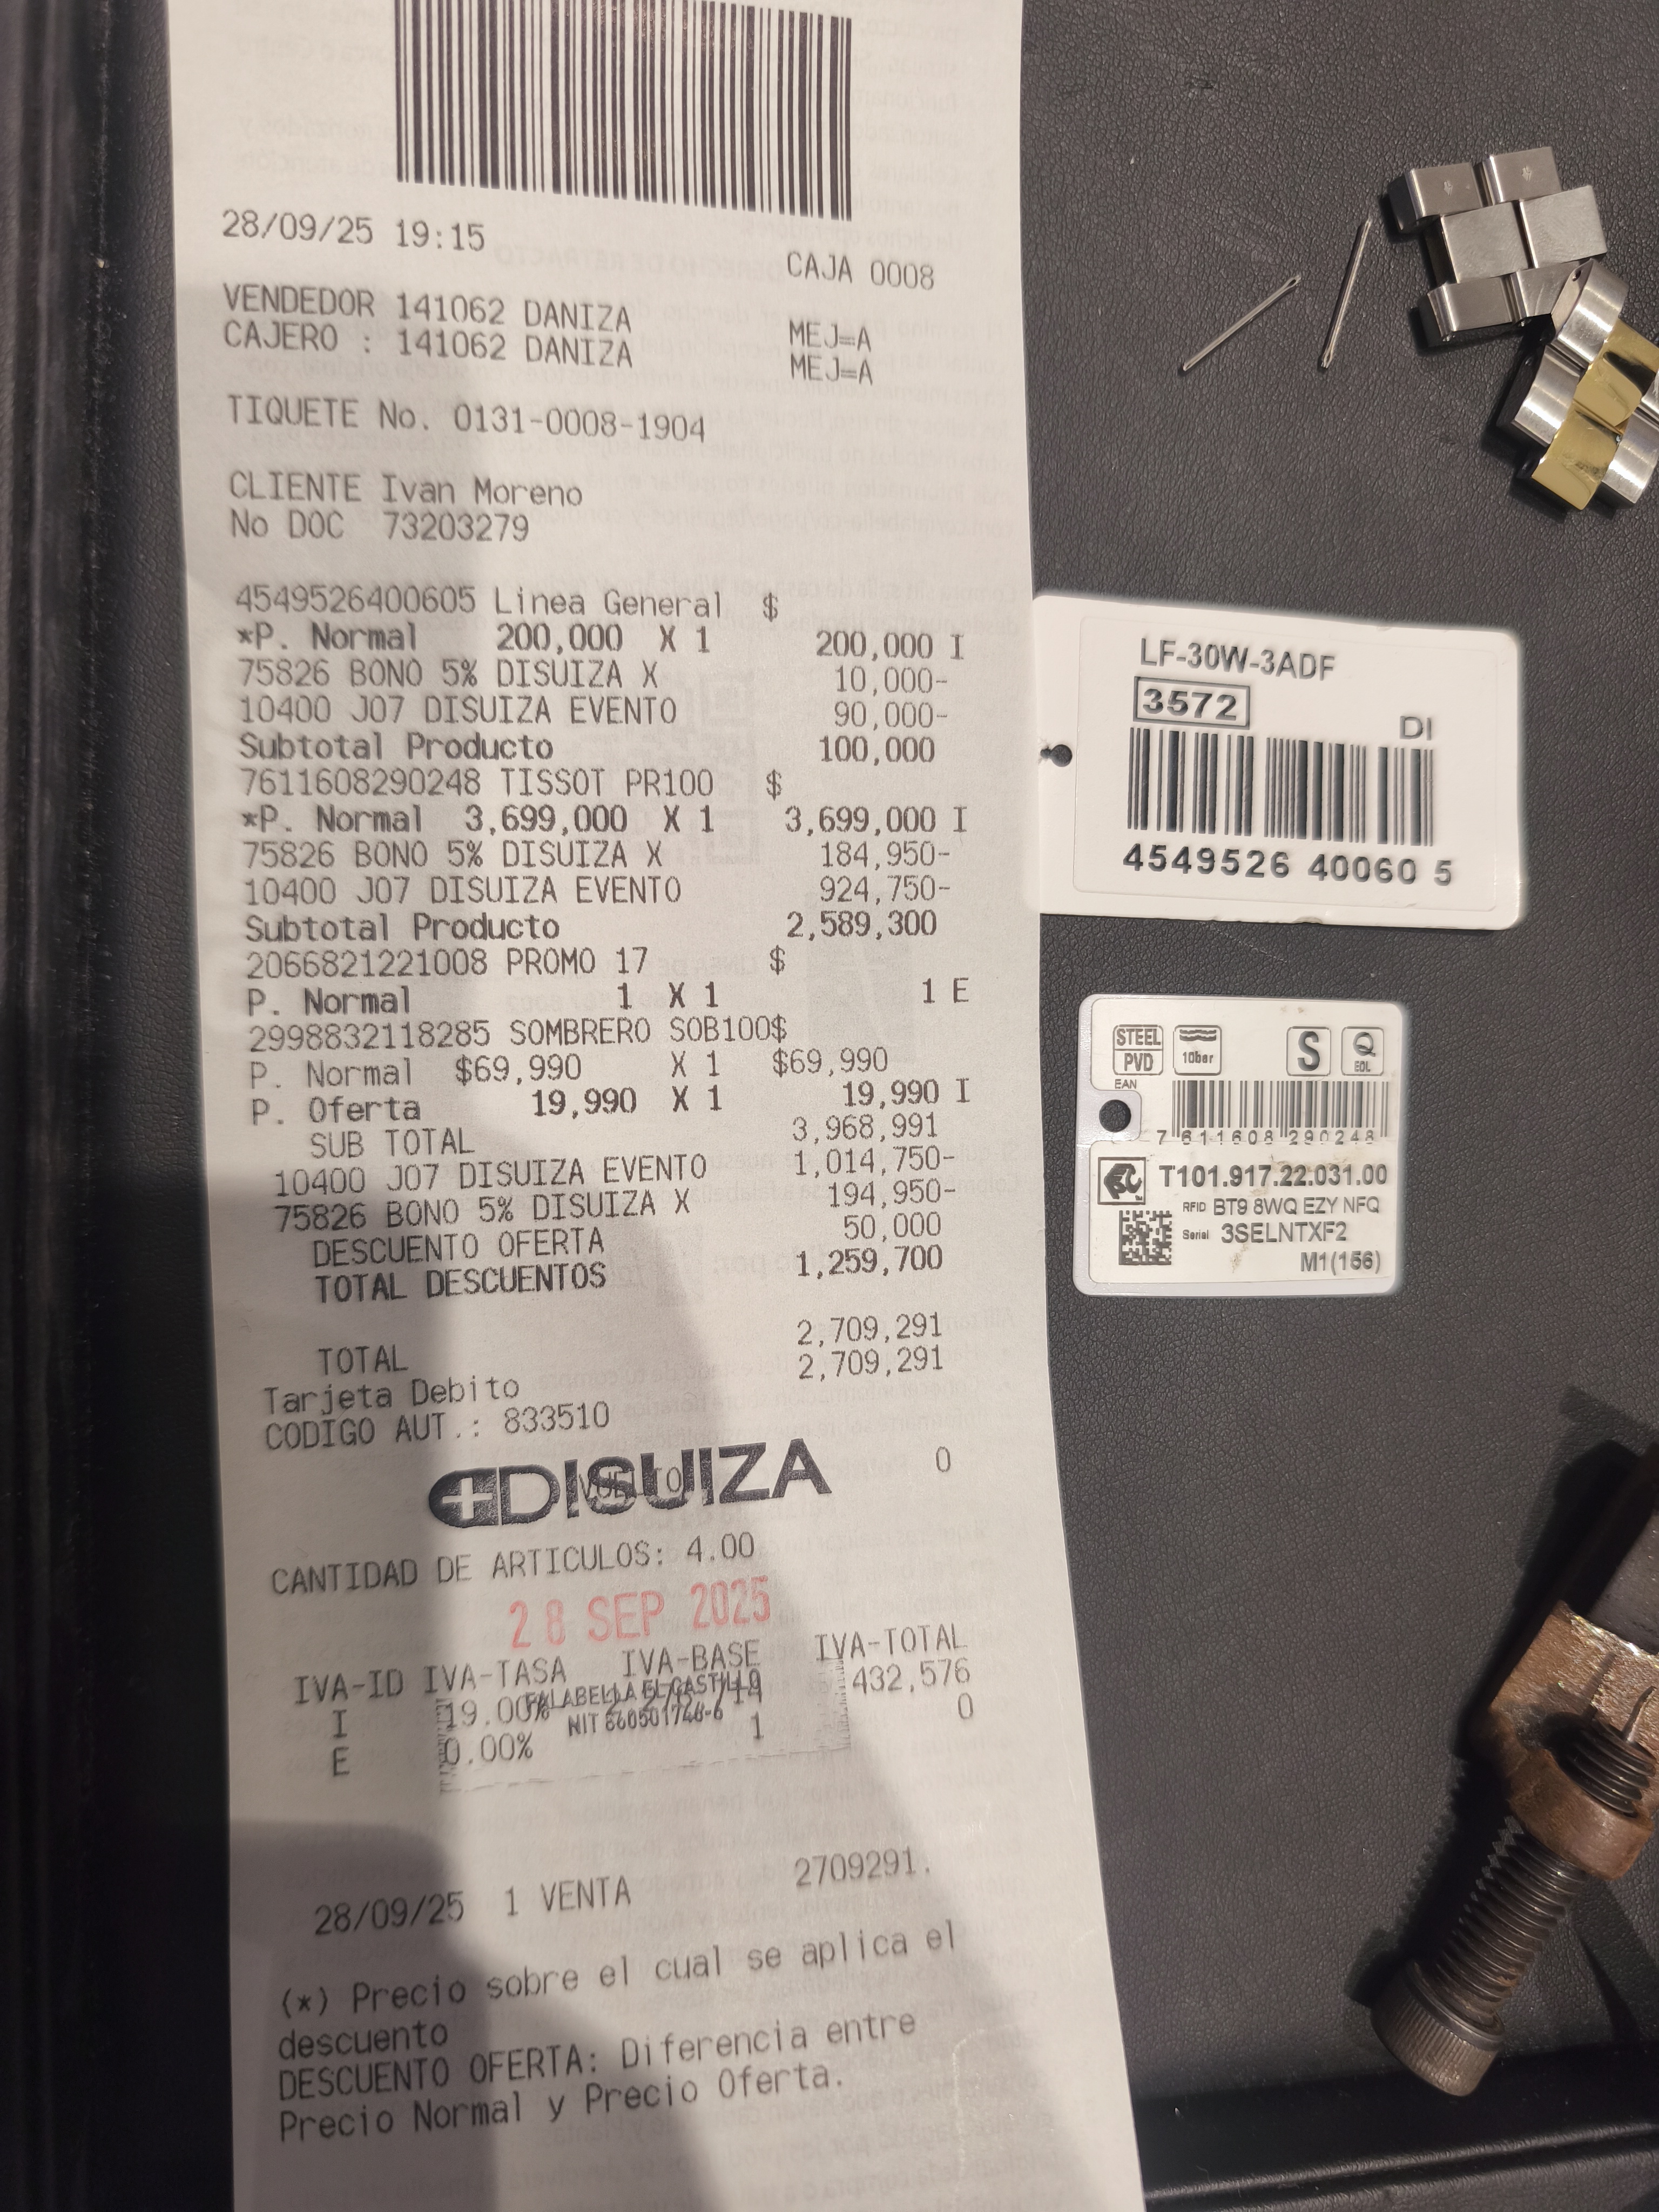 28/09/25 19:15
CAJA 0008
VENDEDOR 141062 DANIZA MEJ=A
CAJERO : 141062 DANIZA MEJ=A
TIQUETE No. 0131-0008-1904
CLIENTE Ivan Moreno
No DOC 73203279
4549526400605 Linea General $
*P. Normal 200,000 X 1 200,000 I
75826 BONO 5% DISUIZA X 10,000-
10400 J07 DISUIZA EVENTO 90,000-
Subtotal Producto 100,000
7611608290248 TISSOT PR100 $
*P. Normal 3,699,000 X 1 3,699,000 I
75826 BONO 5% DISUIZA X 184,950-
10400 J07 DISUIZA EVENTO 924,750-
Subtotal Producto 2,589,300
2066821221008 PROMO 17 $
P. Normal 1 X 1 1 E
2998832118285 SOMBRERO SOB100$
P. Normal $69,990 X 1 $69,990
P. Oferta 19,990 X 1 19,990 I
SUB TOTAL 3,968,991
10400 J07 DISUIZA EVENTO 1,014,750-
75826 BONO 5% DISUIZA X 194,950-
DESCUENTO OFERTA 50,000
TOTAL DESCUENTOS 1,259,700
TOTAL 2,709,291
Tarjeta Debito 2,709,291
CODIGO AUT.: 833510
VUELTO 0
DISUIZA
CANTIDAD DE ARTICULOS: 4.00
28 SEP 2025
IVA-ID IVA-TASA IVA-BASE IVA-TOTAL
I 19.00% 432,576
FALABELLA EL CASTILLO
NIT 860501746-6
E 0.00% 1 0
28/09/25 1 VENTA 2709291.
(*) Precio sobre el cual se aplica el
descuento
DESCUENTO OFERTA: Diferencia entre
Precio Normal y Precio Oferta.
LF-30W-3ADF
3572
DI
4549526 40060 5
STEEL
PVD
10bar
S
Q
EOL
EAN
7 611608 290248
T101.917.22.031.00
RFID BT9 8WQ EZY NFQ
Serial 3SELNTXF2
M1(156)